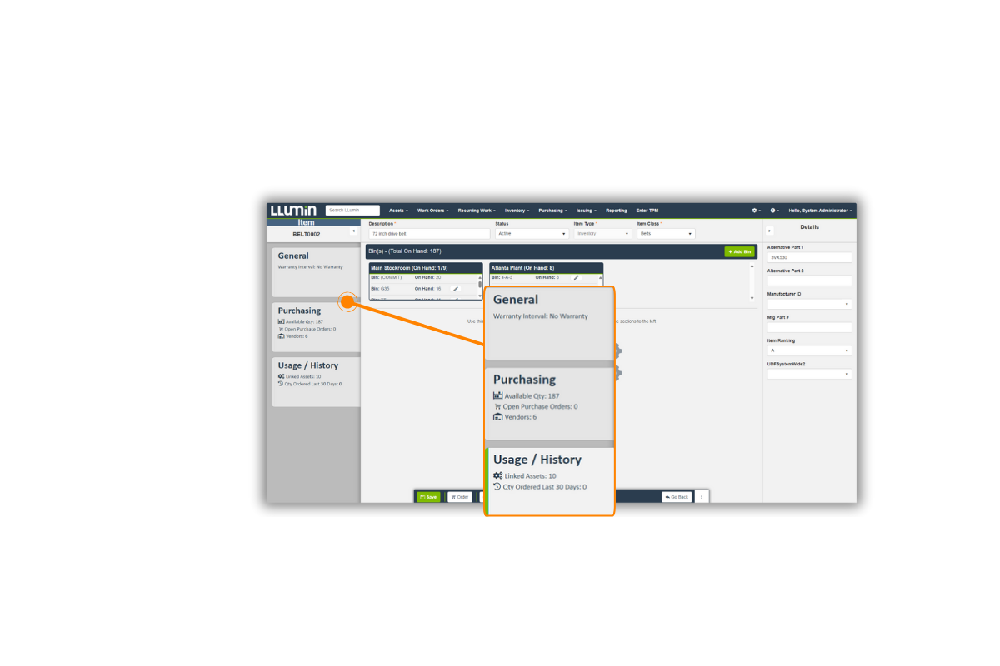 LLUMIN
Search LLumin
Assets
Work Orders
Recurring Work
Inventory
Purchasing
Issuing
Reporting
Enter TPM
Hello, System Administrator
Item
BELT0002
Description *
72 inch drive belt
Status
Active
Item Type *
Inventory
Item Class *
Belts
Details
Bin(s) - (Total On Hand: 187)
+ Add Bin
Main Stockroom (On Hand: 179)
Bin: (COMMIT) On Hand: 20
Bin: G35 On Hand: 16
Atlanta Plant (On Hand: 8)
Bin: 4-A-3 On Hand: 8
Use this
e sections to the left
General
Warranty Interval: No Warranty
Purchasing
Available Qty: 187
Open Purchase Orders: 0
Vendors: 6
Usage / History
Linked Assets: 10
Qty Ordered Last 30 Days: 0
General
Warranty Interval: No Warranty
Purchasing
Available Qty: 187
Open Purchase Orders: 0
Vendors: 6
Usage / History
Linked Assets: 10
Qty Ordered Last 30 Days: 0
Alternative Part 1
3VX530
Alternative Part 2
Manufacturer ID
Mfg Part #
Item Ranking
A
UDFSystemWide2
Save
Order
Go Back